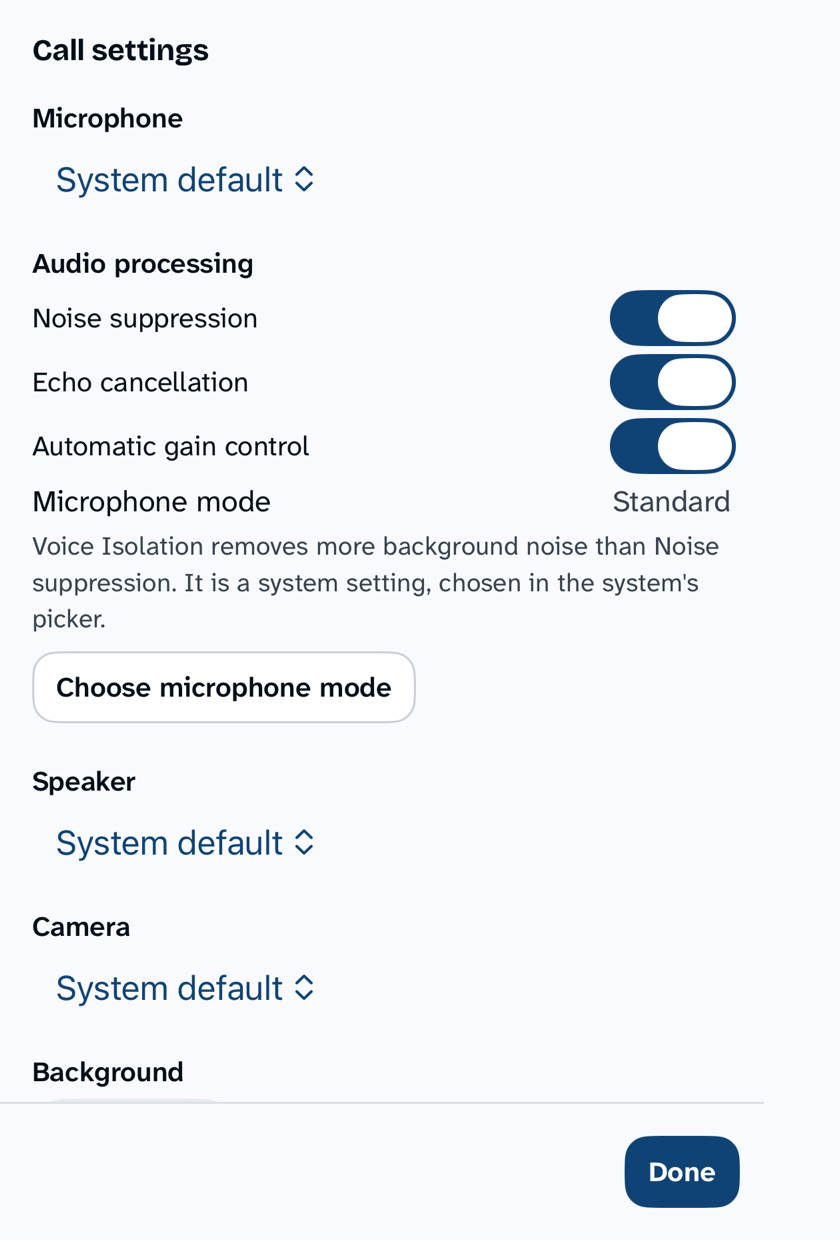 Call settings
Microphone
System default
Audio processing
Noise suppression
Echo cancellation
Automatic gain control
Microphone mode Standard
Voice Isolation removes more background noise than Noise
suppression. It is a system setting, chosen in the system's
picker.
Choose microphone mode
Speaker
System default
Camera
System default
Background
Done